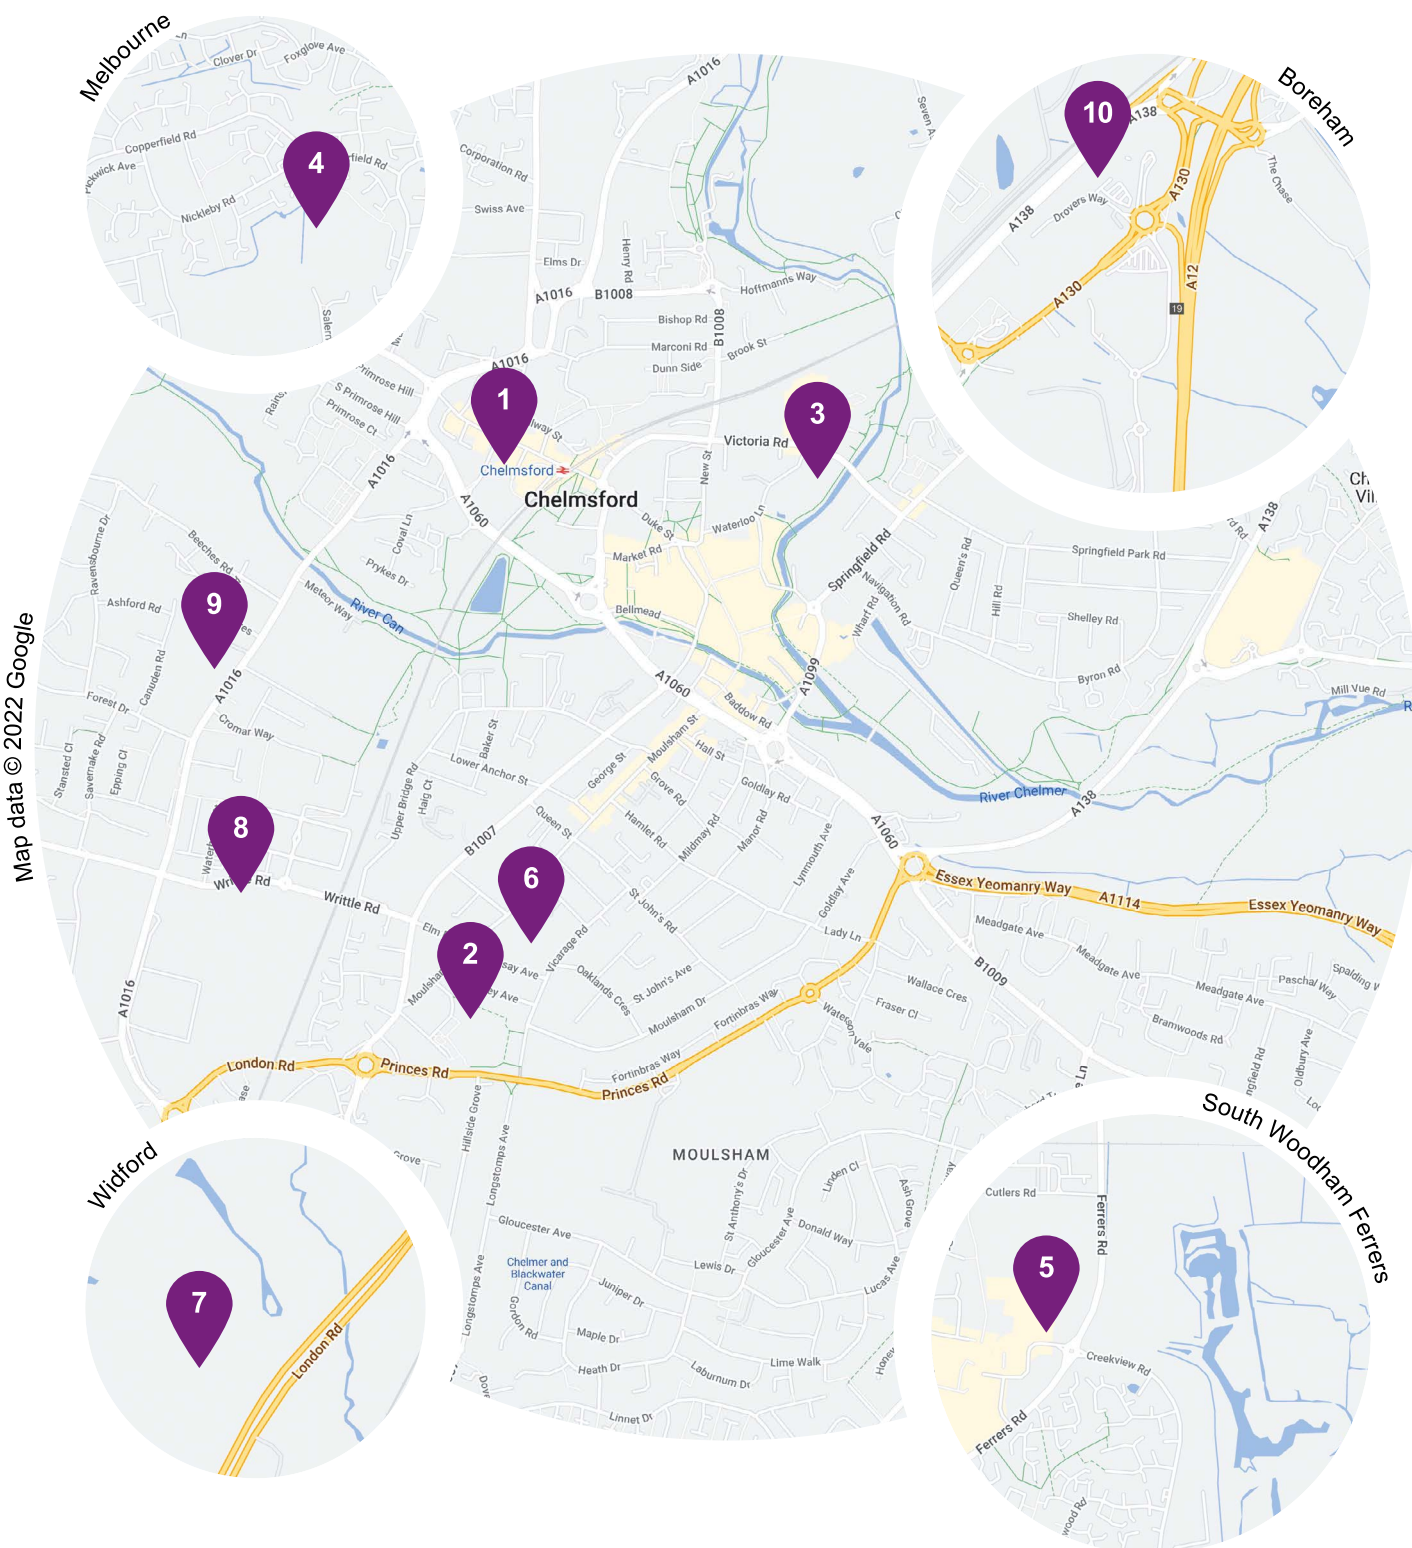 Melbourne
Clover Dr
Foxglove Ave
Copperfield Rd
Nickleby Rd
4
Boreham
10
A138
A138
Drovers Way
A130
A130
A12
The Chase
19
A1016
Corporation Rd
Swiss Ave
Elms Dr
Henry Rd
A1016
B1008
Hoffmanns Way
Bishop Rd
B1008
Marconi Rd
Brook St
Dunn Side
A1016
Primrose Hill
S Primrose Hill
Primrose Ct
1
3
Victoria Rd
Chelmsford
Chelmsford
New St
A1016
A1060
Coval Ln
Prykes Dr
Duke St
Waterloo Ln
Market Rd
Springfield Rd
Navigation Rd
Wharf Rd
Queen's Rd
Hill Rd
Springfield Park Rd
Shelley Rd
Byron Rd
A138
Mill Vue Rd
Ravensbourne Dr
Beeches Rd
Ashford Rd
9
Meteor Way
River Can
Bellmead
A1060
A1099
Baddow Rd
Canuden Rd
A1016
Forest Dr
Cromar Way
Stansted Cl
Savernake Rd
Epping Cl
Baker St
Lower Anchor St
Upper Bridge Rd
Haig Ct
George St
Moulsham St
Hall St
Grove Rd
Goldlay Rd
River Chelmer
A138
Map data © 2022 Google
8
Writtle Rd
B1007
Queen St
Hamlet Rd
Mildmay Rd
Manor Rd
Lynmouth Ave
Goldlay Ave
A1060
Essex Yeomanry Way
A1114
Essex Yeomanry Way
6
2
St John's Rd
Lady Ln
Vicarage Rd
Oaklands Cres
St John's Ave
Moulsham Dr
Fortinbras Way
Fortinbras Way
Waterson Vale
Wallace Cres
Fraser Cl
B1009
Meadgate Ave
Meadgate Ave
Meadgate Ave
Paschal Way
Bramwoods Rd
Oldbury Ave
A1016
London Rd
Princes Rd
Princes Rd
Hillside Grove
Longstomps Ave
Longstomps Ave
MOULSHAM
St Anthony's Dr
Linden Cl
Ash Grove
Gloucester Ave
Gloucester Ave
Donald Way
Chelmer and
Blackwater
Canal
Lewis Dr
Lucas Ave
Juniper Dr
Gordon Rd
Maple Dr
Heath Dr
Laburnum Dr
Lime Walk
Linnet Dr
Widford
7
London Rd
South Woodham Ferrers
Cutlers Rd
Ferrers Rd
5
Creekview Rd
Ferrers Rd